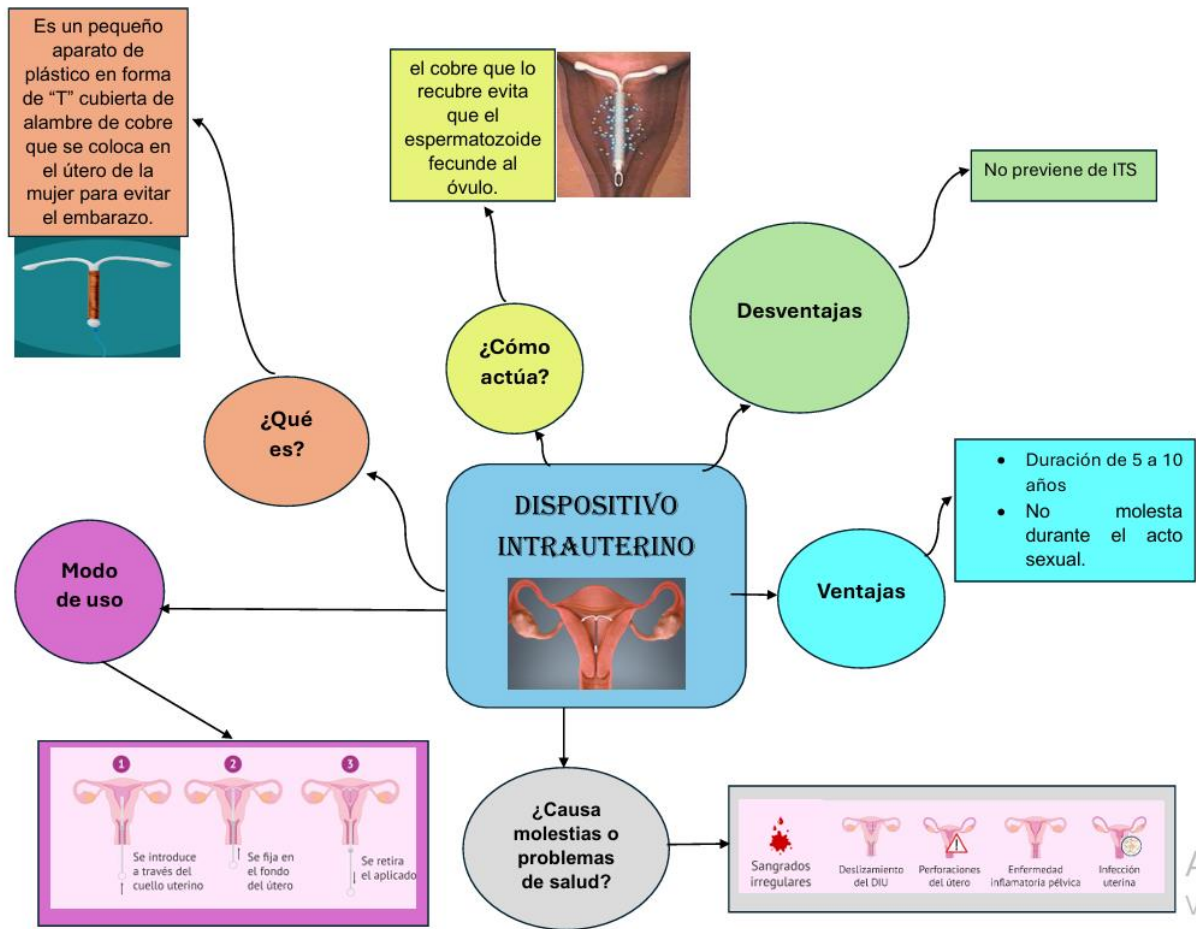 Es un pequeño
aparato de
plástico en forma
de “T” cubierta de
alambre de cobre
que se coloca en
el útero de la
mujer para evitar
el embarazo.
el cobre que lo
recubre evita
que el
espermatozoide
fecunde al
óvulo.
No previene de ITS
Desventajas
¿Cómo
actúa?
¿Qué
es?
• Duración de 5 a 10
años
• No molesta
durante el acto
sexual.
DISPOSITIVO
INTRAUTERINO
Modo
de uso
Ventajas
1
Se introduce
a través del
cuello uterino
2
Se fija en
el fondo
del útero
3
Se retira
el aplicado
¿Causa
molestias o
problemas
de salud?
Sangrados
irregulares
Deslizamiento
del DIU
Perforaciones
del útero
Enfermedad
inflamatoria pélvica
Infección
uterina